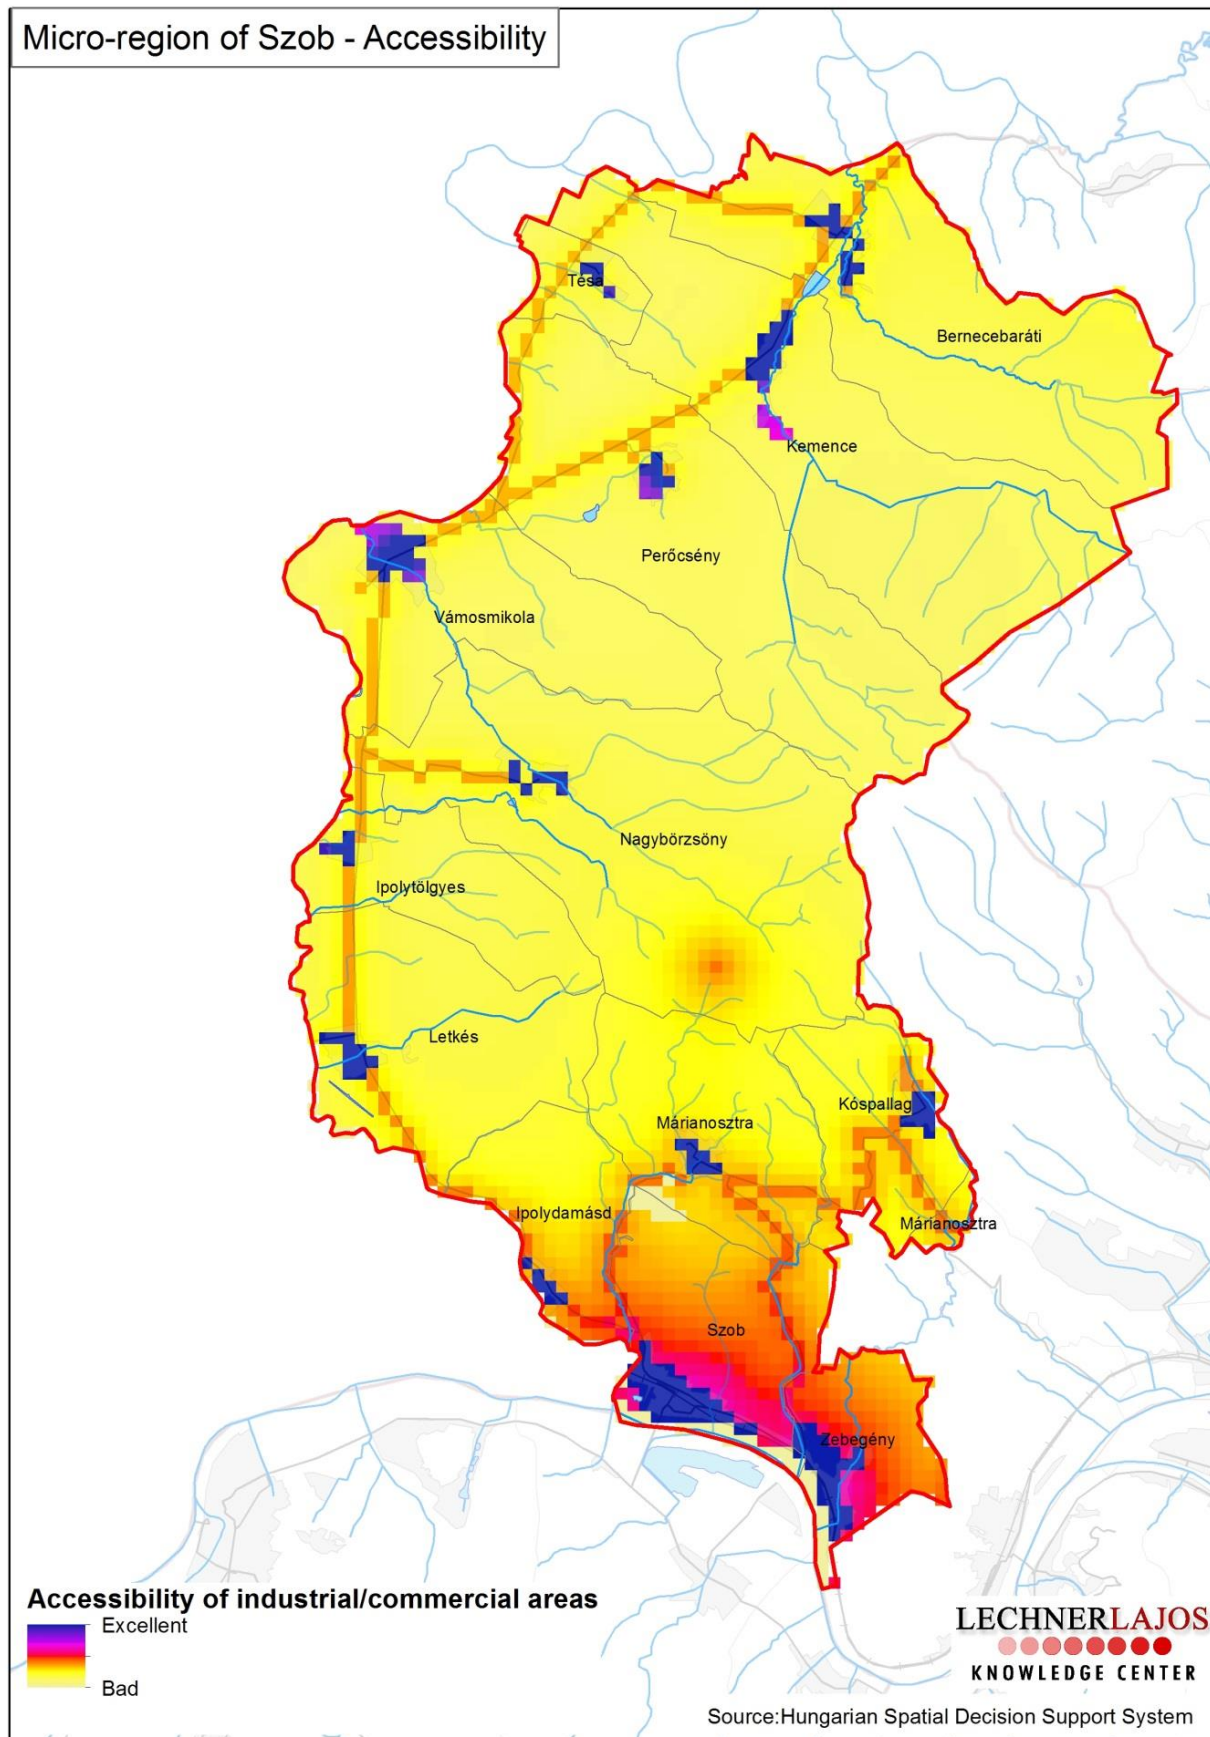 Micro-region of Szob - Accessibility
Tésa
Bernecebaráti
Kemence
Perőcsény
Vámosmikola
Nagybörzsöny
Ipolytölgyes
Letkés
Kóspallag
Márianosztra
Ipolydamásd
Márianosztra
Szob
Zebegény
Accessibility of industrial/commercial areas
Excellent
Bad
LECHNERLAJOS
KNOWLEDGE CENTER
Source:Hungarian Spatial Decision Support System